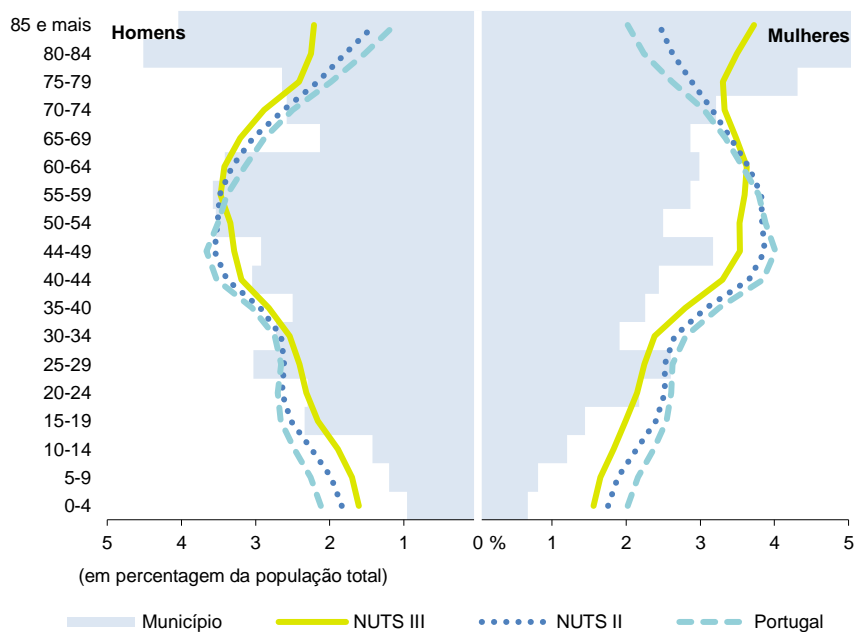 85 e mais
Homens
Mulheres
80-84
75-79
70-74
65-69
60-64
55-59
50-54
44-49
40-44
35-40
30-34
25-29
20-24
15-19
10-14
5-9
0-4
5 4 3 2 1 0 % 1 2 3 4 5
(em percentagem da população total)
Município NUTS III NUTS II Portugal